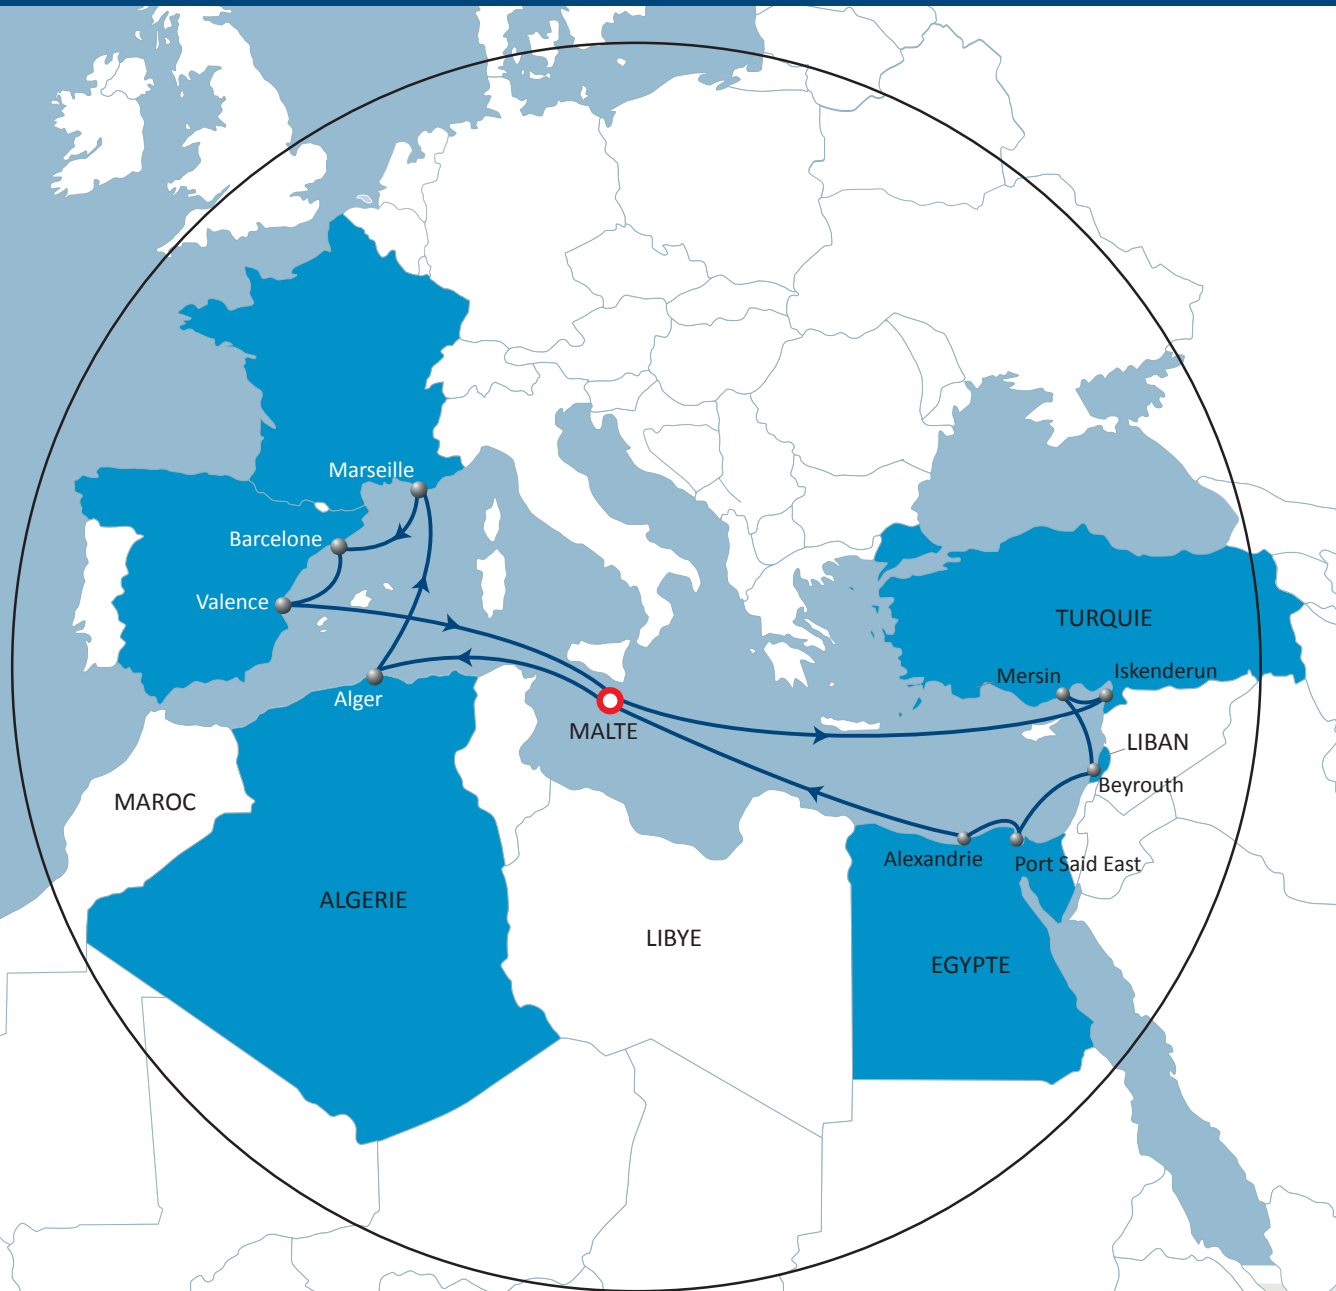 Marseille
Barcelone
Valence
TURQUIE
Mersin
Iskenderun
Alger
MALTE
LIBAN
Beyrouth
MAROC
Alexandrie
Port Said East
ALGERIE
LIBYE
EGYPTE